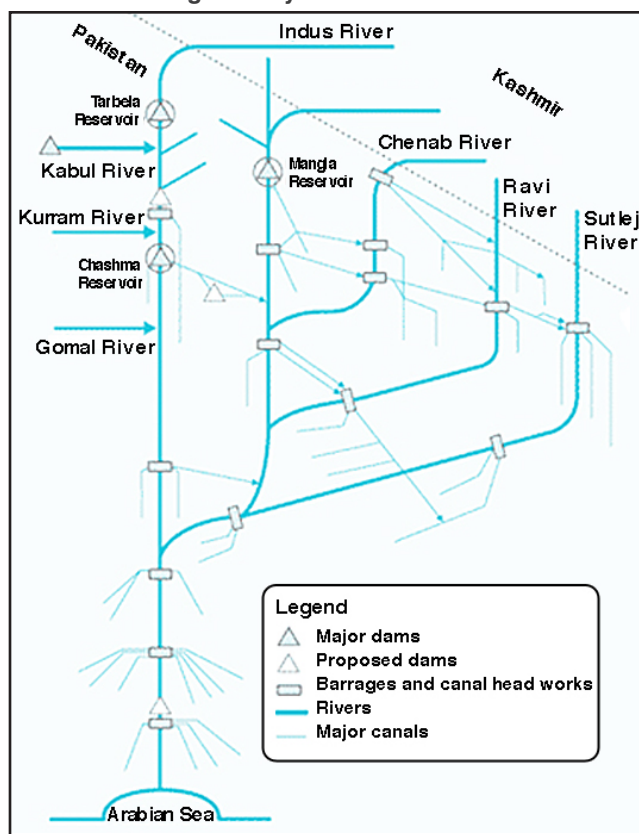 Indus River
Pakistan
Kashmir
Tarbela
Reservoir
Chenab River
Kabul River
Mangla
Reservoir
Ravi
River
Sutlej
River
Kurram River
Chashma
Reservoir
Gomal River
Legend
Major dams
Proposed dams
Barrages and canal head works
Rivers
Major canals
Arabian Sea